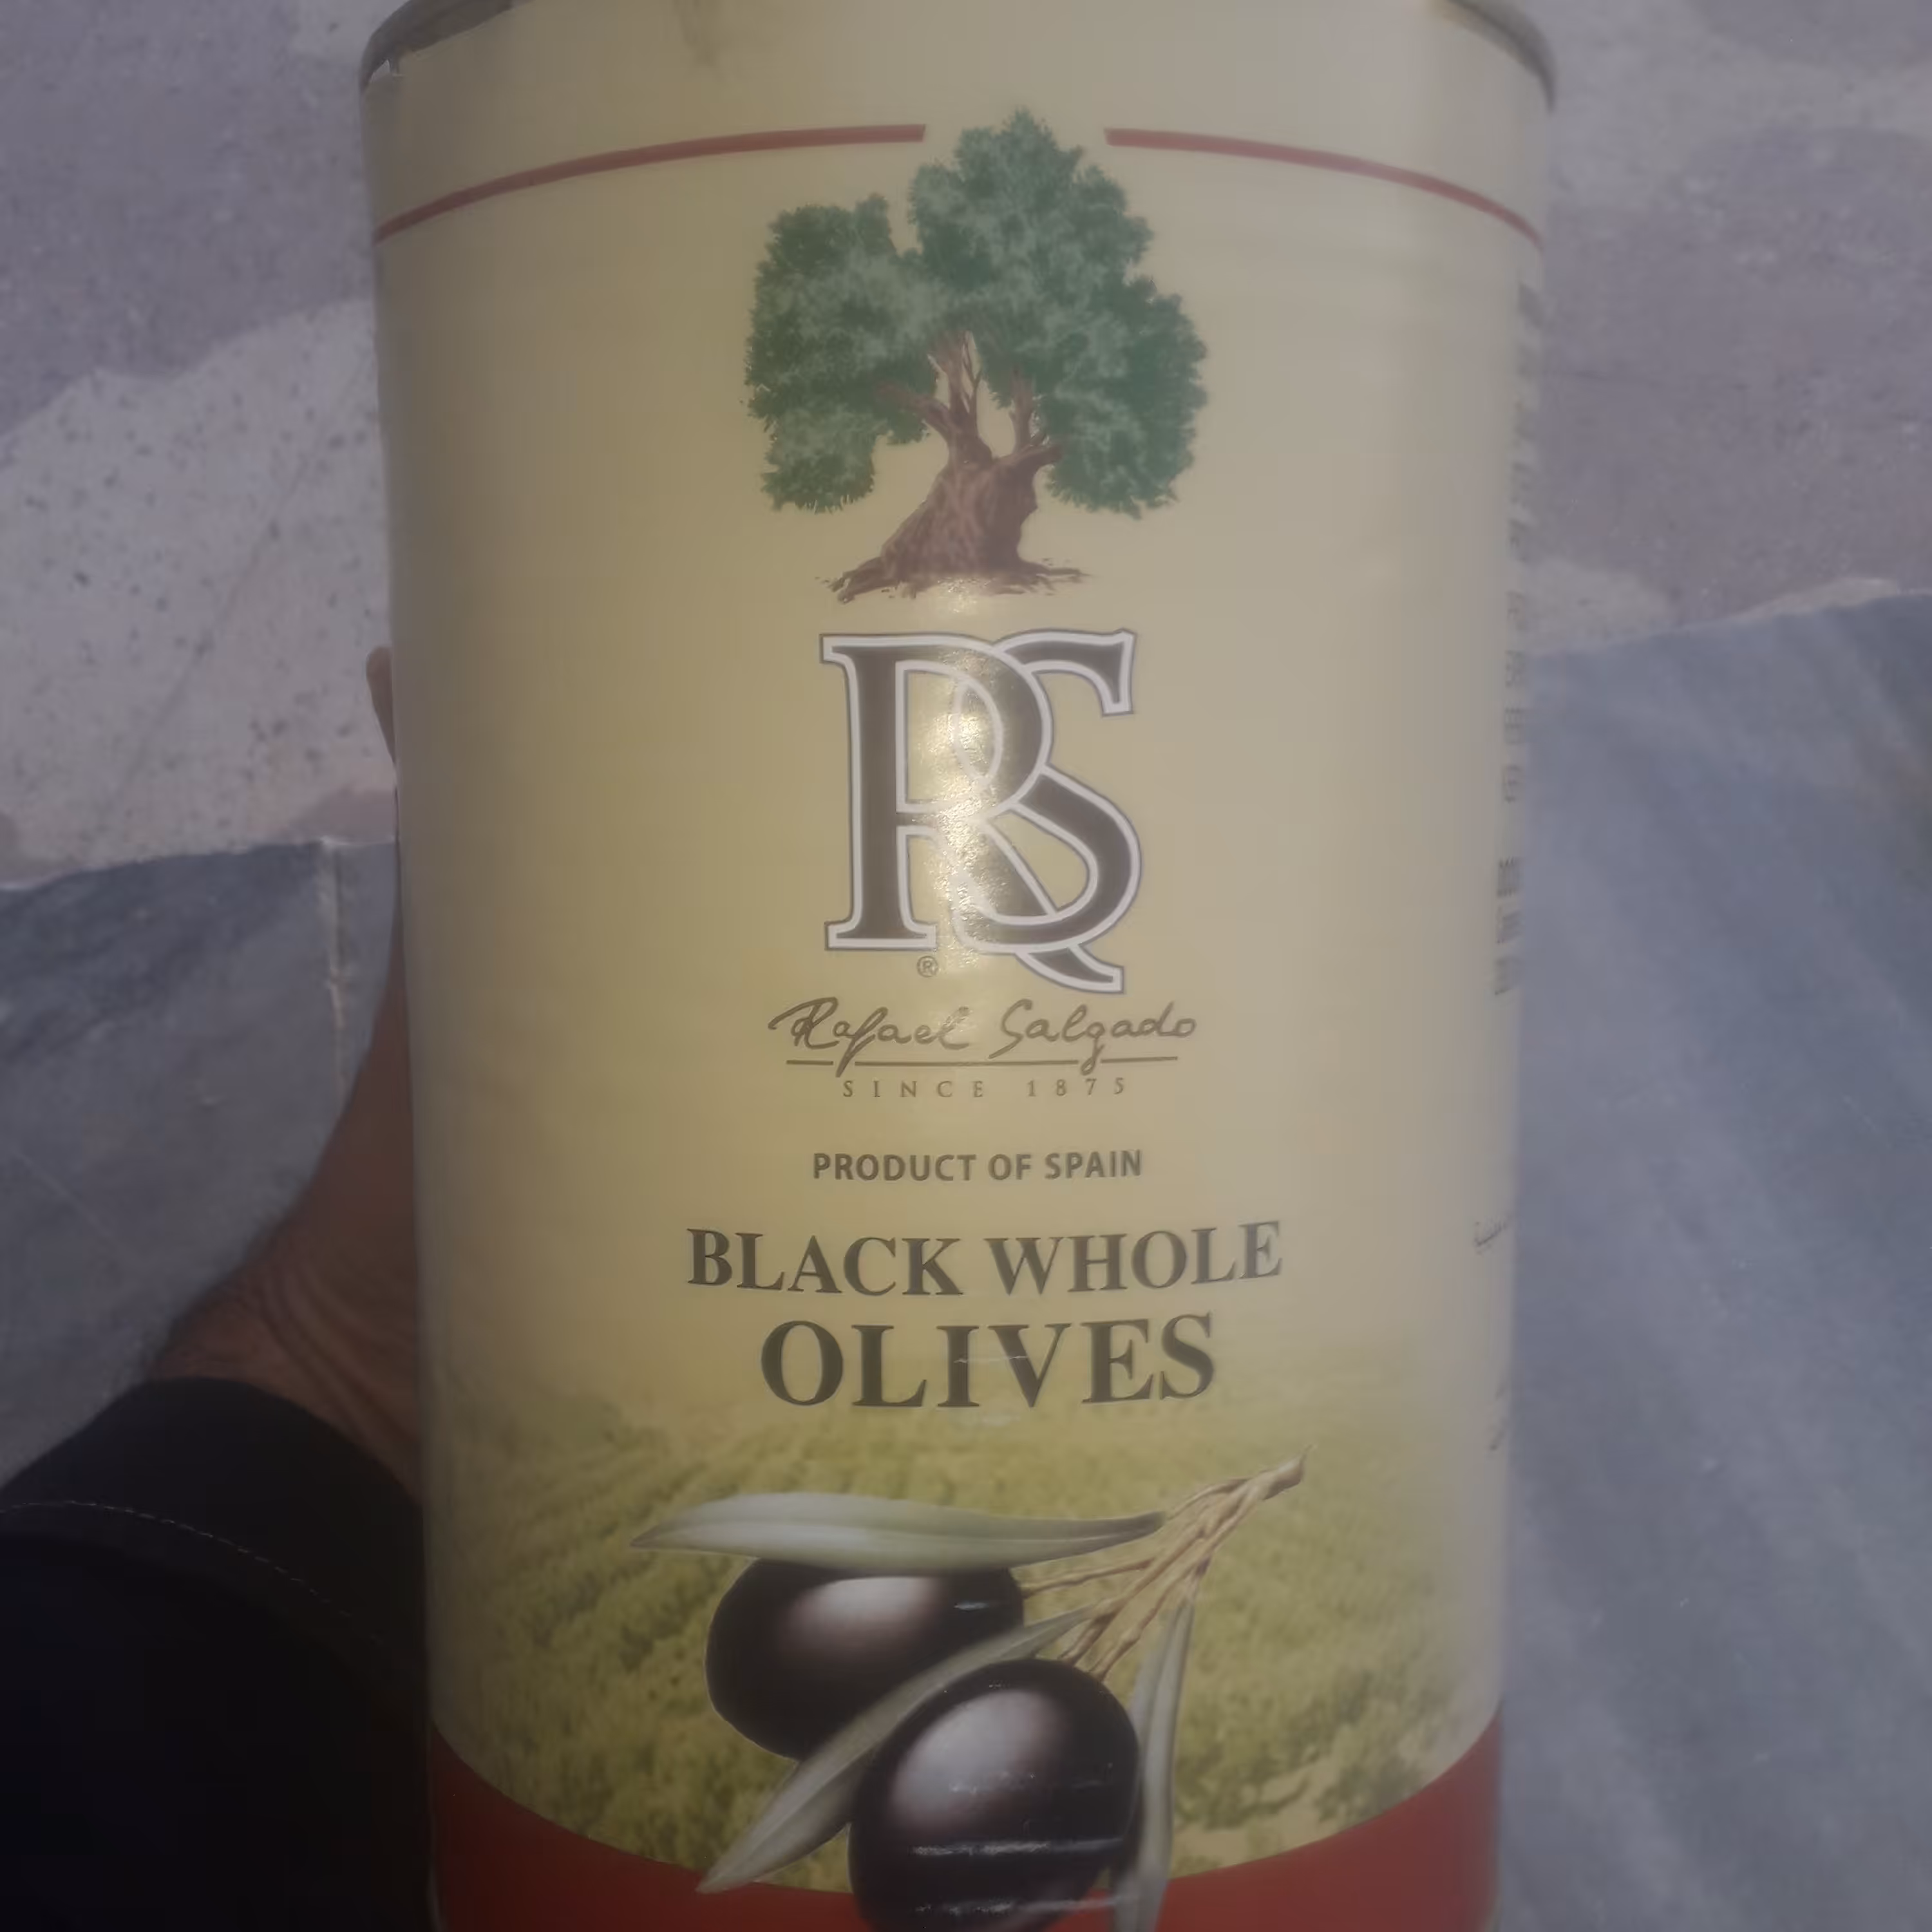 RS
®
Rafael Salgado
SINCE 1875
PRODUCT OF SPAIN
BLACK WHOLE
OLIVES